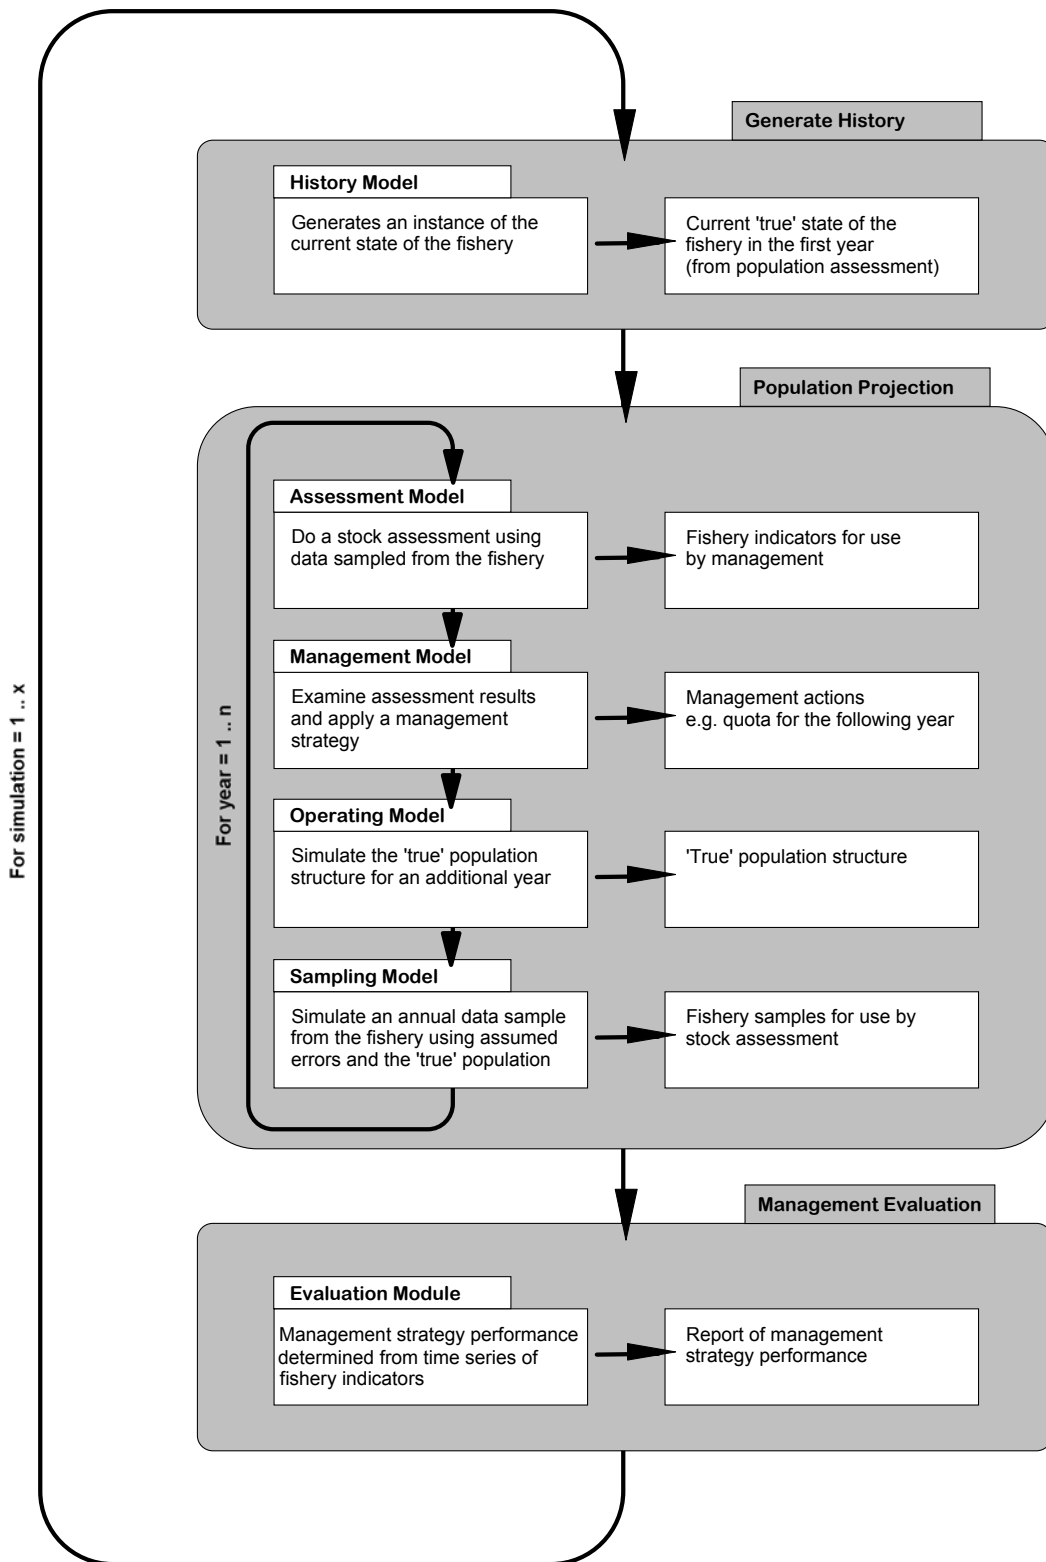 Generate History
History Model
Generates an instance of the
current state of the fishery
Current 'true' state of the
fishery in the first year
(from population assessment)
Population Projection
Assessment Model
Do a stock assessment using
data sampled from the fishery
Fishery indicators for use
by management
Management Model
Examine assessment results
and apply a management
strategy
Management actions
e.g. quota for the following year
For simulation = 1 .. x
For year = 1 .. n
Operating Model
Simulate the 'true' population
structure for an additional year
'True' population structure
Sampling Model
Simulate an annual data sample
from the fishery using assumed
errors and the 'true' population
Fishery samples for use by
stock assessment
Management Evaluation
Evaluation Module
Management strategy performance
determined from time series of
fishery indicators
Report of management
strategy performance